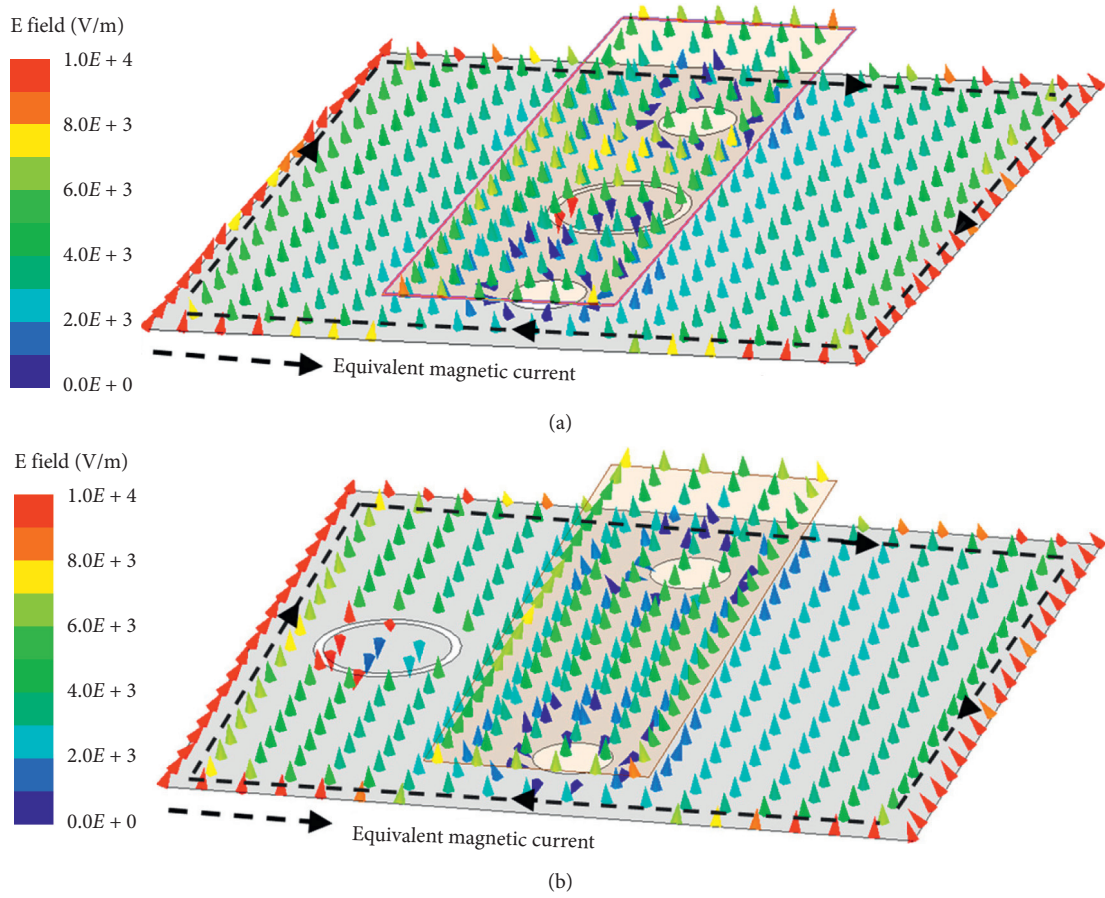 E field (V/m)
1.0E + 4
8.0E + 3
6.0E + 3
4.0E + 3
2.0E + 3
0.0E + 0
Equivalent magnetic current
(a)
E field (V/m)
1.0E + 4
8.0E + 3
6.0E + 3
4.0E + 3
2.0E + 3
0.0E + 0
Equivalent magnetic current
(b)